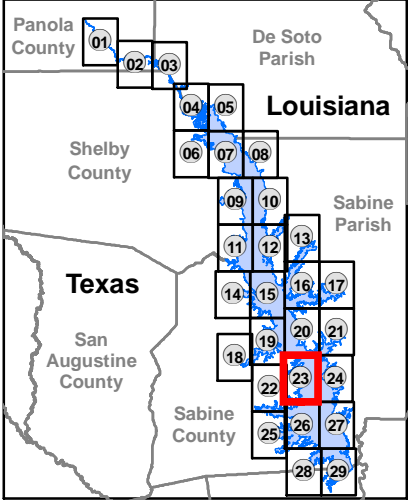 Panola
County
De Soto
Parish
01
02
03
04
05
Louisiana
06
07
08
Shelby
County
09
10
Sabine
Parish
11
12
13
Texas
14
15
16
17
San
Augustine
County
18
19
20
21
22
23
24
Sabine
County
25
26
27
28
29